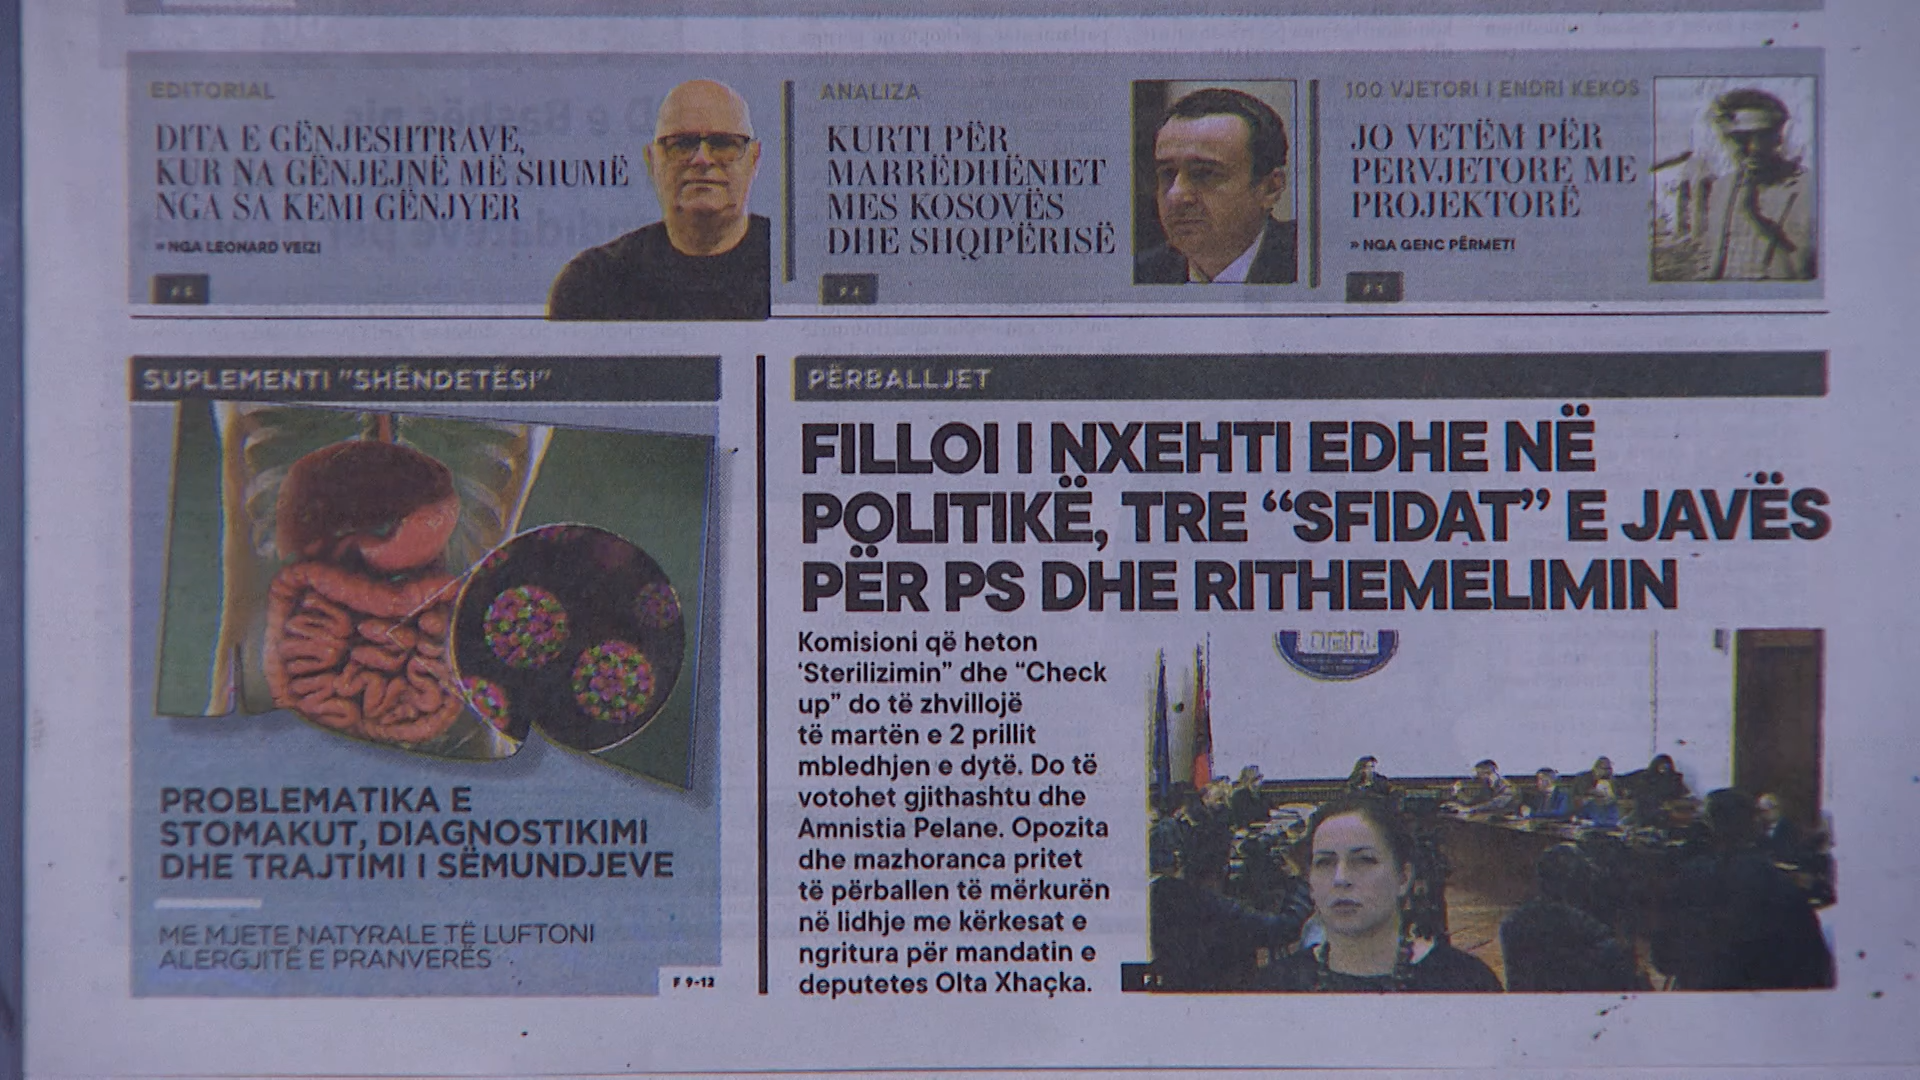 EDITORIAL
DITA E GËNJESHTRAVE,
KUR NA GËNJEJNË MË SHUMË
NGA SA KEMI GËNJYER
» NGA LEONARD VEIZI
ANALIZA
KURTI PËR
MARRËDHËNIET
MES KOSOVËS
DHE SHQIPËRISË
100 VJETORI I ENDRI KEKOS
JO VETËM PËR
PERVJETORE ME
PROJEKTORË
» NGA GENC PËRMETI
SUPLEMENTI "SHËNDETËSI"
PROBLEMATIKA E
STOMAKUT, DIAGNOSTIKIMI
DHE TRAJTIMI I SËMUNDJEVE
ME MJETE NATYRALE TË LUFTONI
ALERGJITË E PRANVERËS
F 9-12
PËRBALLJET
FILLOI I NXEHTI EDHE NË
POLITIKË, TRE “SFIDAT” E JAVËS
PËR PS DHE RITHEMELIMIN
Komisioni që heton
‘Sterilizimin” dhe “Check
up” do të zhvillojë
të martën e 2 prillit
mbledhjen e dytë. Do të
votohet gjithashtu dhe
Amnistia Pelane. Opozita
dhe mazhoranca pritet
të përballen të mërkurën
në lidhje me kërkesat e
ngritura për mandatin e
deputetes Olta Xhaçka.